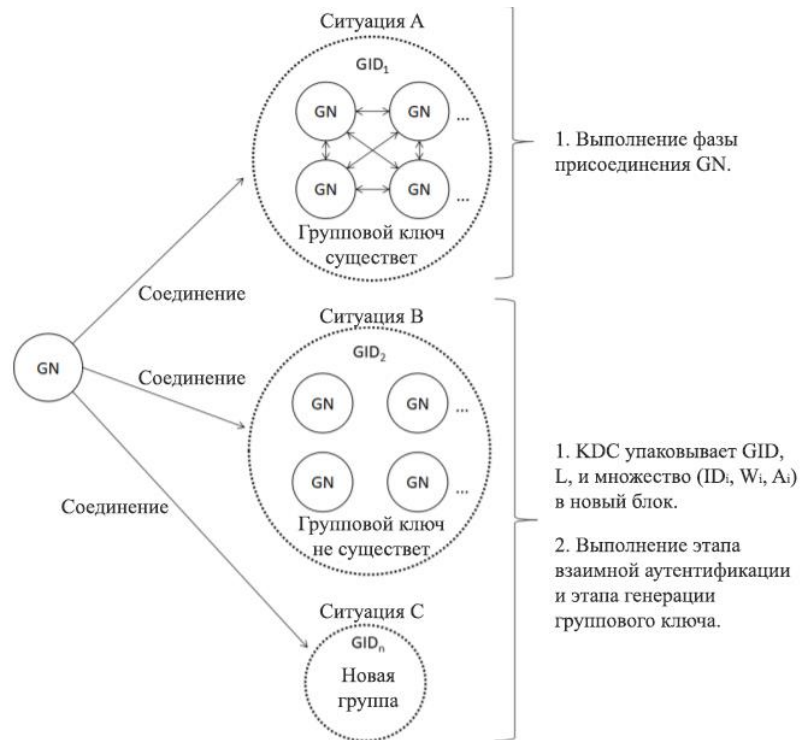 Ситуация А
GID₁
GN
GN
...
GN
GN
...
Групповой ключ
существет
1. Выполнение фазы
присоединения GN.
Соединение
GN
Соединение
Соединение
Ситуация В
GID₂
GN
GN
...
GN
GN
...
Групповой ключ
не существет
1. KDC упаковывает GID,
L, и множество (IDᵢ, Wᵢ, Aᵢ)
в новый блок.
2. Выполнение этапа
взаимной аутентификации
и этапа генерации
группового ключа.
Ситуация С
GIDₙ
Новая
группа